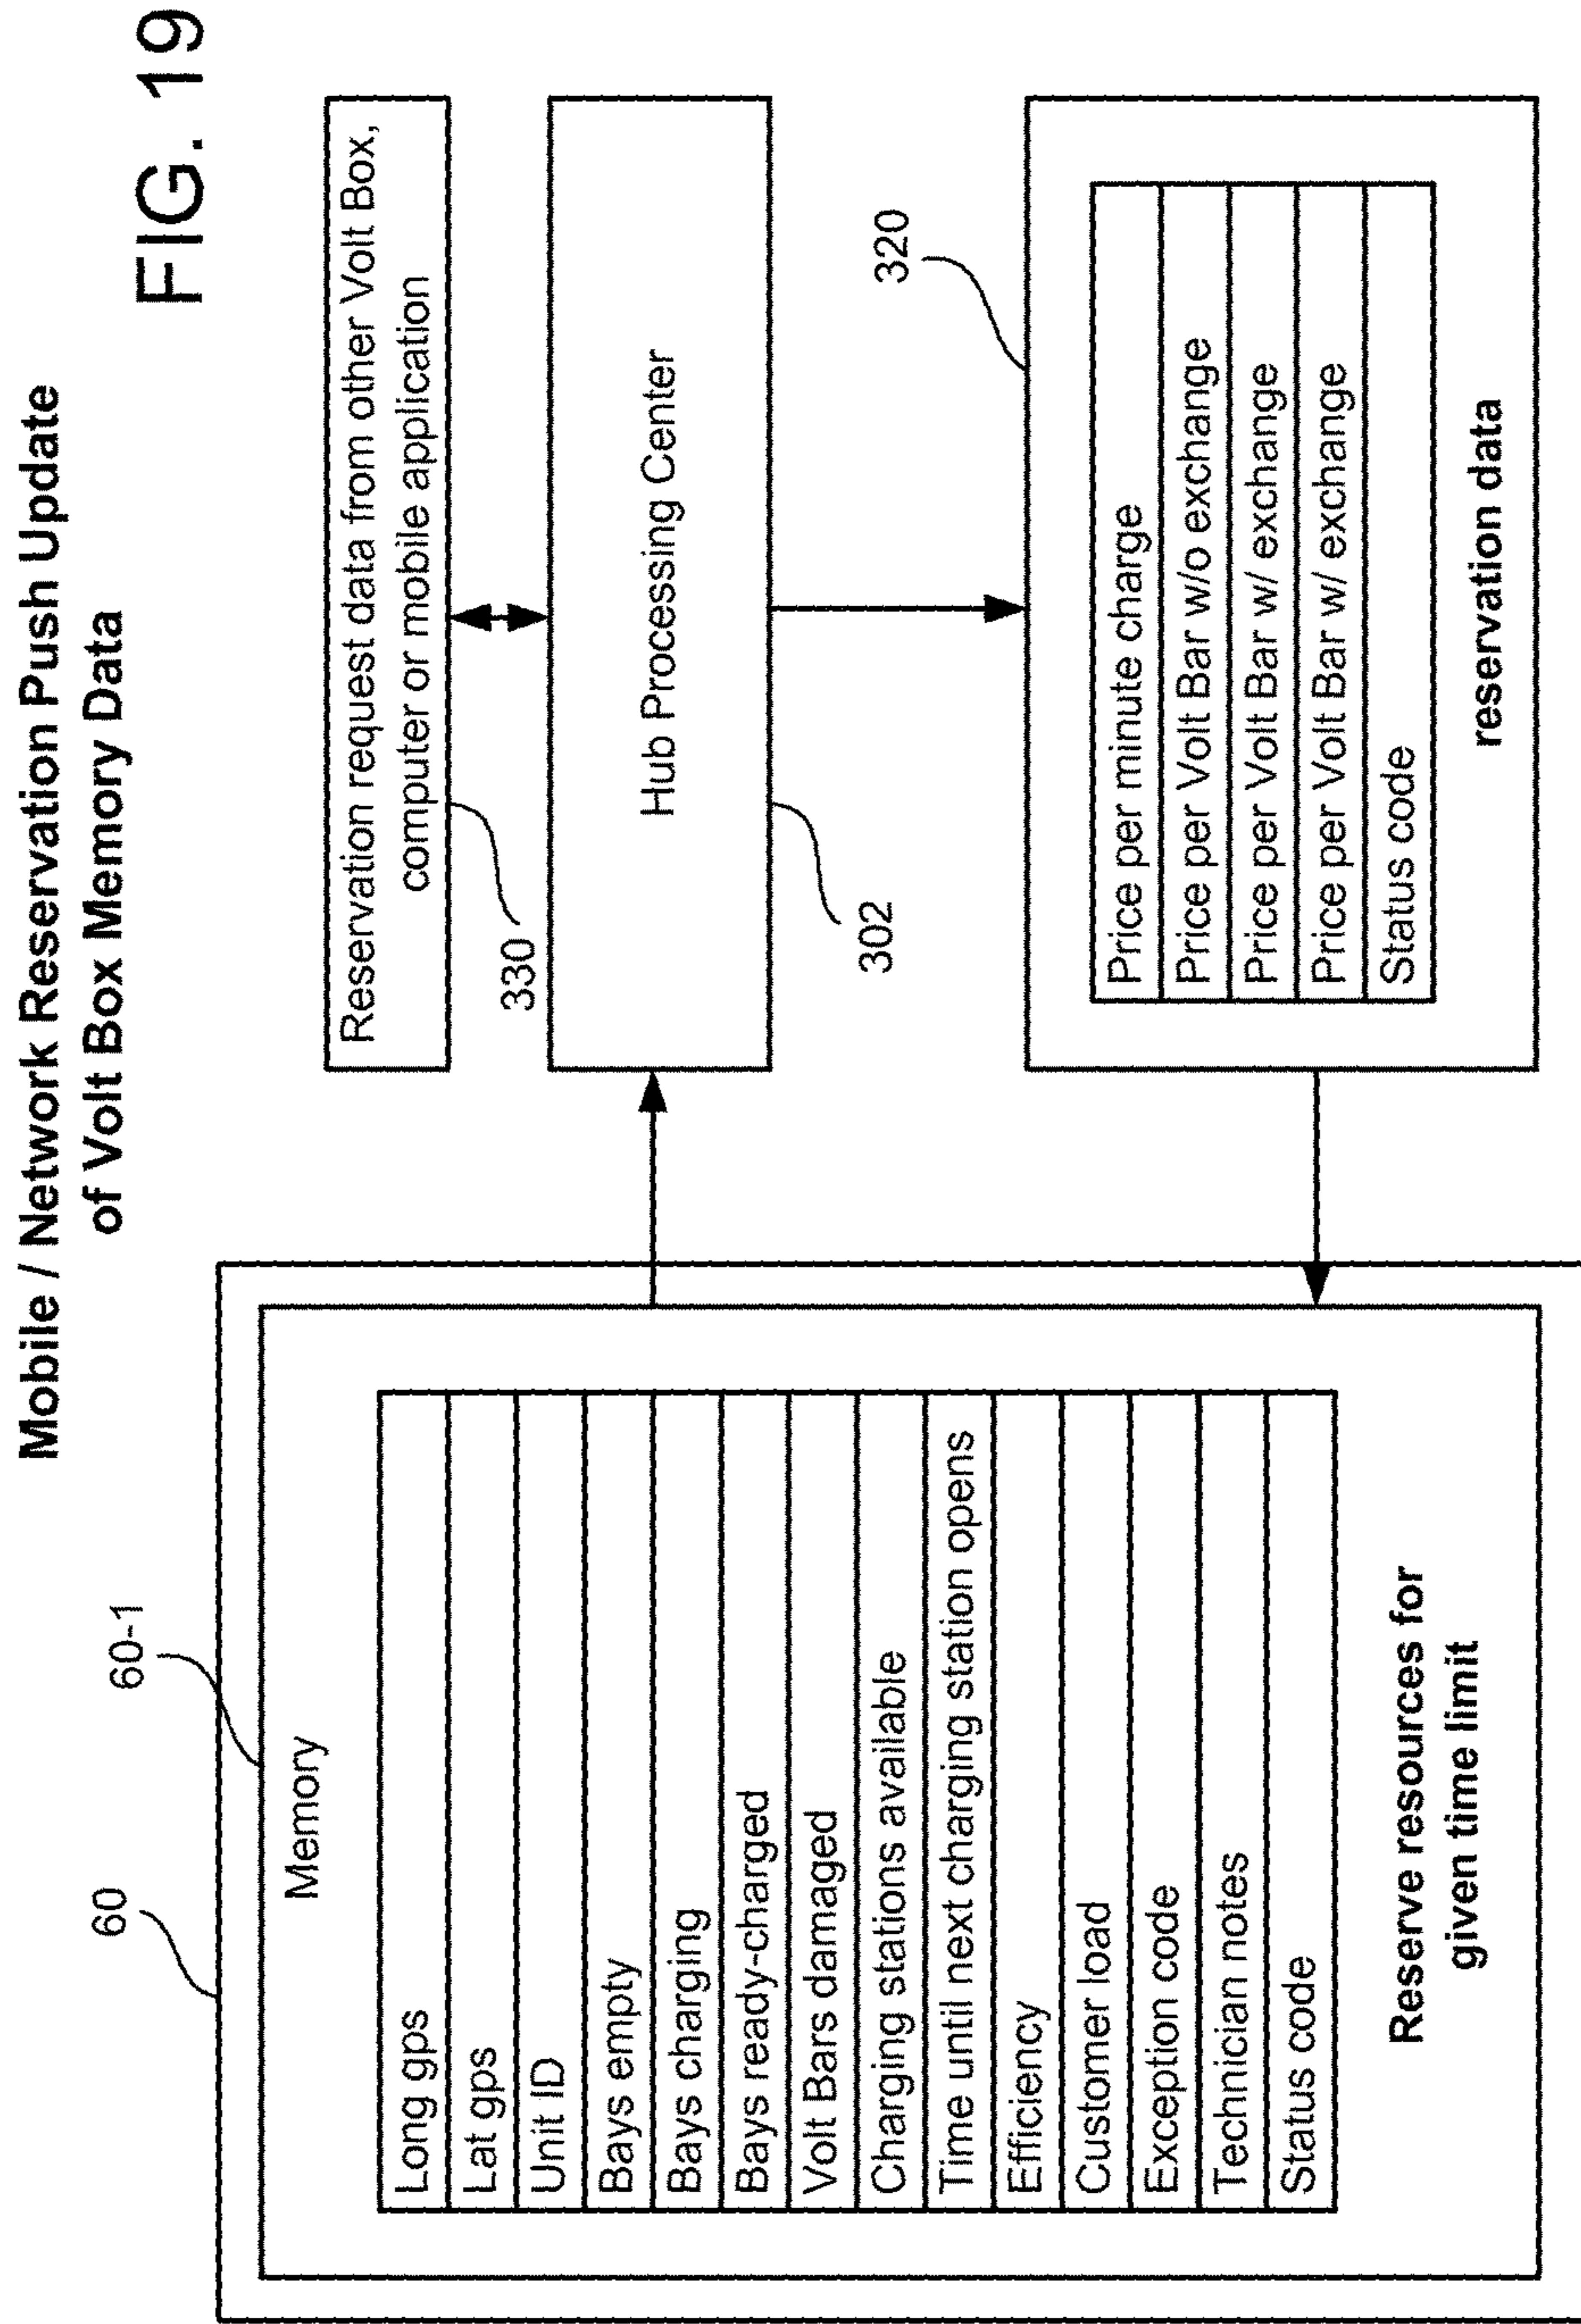 Mobile / Network Reservation Push Update
of Volt Box Memory Data
FIG. 19
60
60-1
Memory
Long gps
Lat gps
Unit ID
Bays empty
Bays charging
Bays ready-charged
Volt Bars damaged
Charging stations available
Time until next charging station opens
Efficiency
Customer load
Exception code
Technician notes
Status code
Reserve resources for
given time limit
Reservation request data from other Volt Box,
computer or mobile application
330
Hub Processing Center
302
320
Price per minute charge
Price per Volt Bar w/o exchange
Price per Volt Bar w/ exchange
Price per Volt Bar w/ exchange
Status code
reservation data